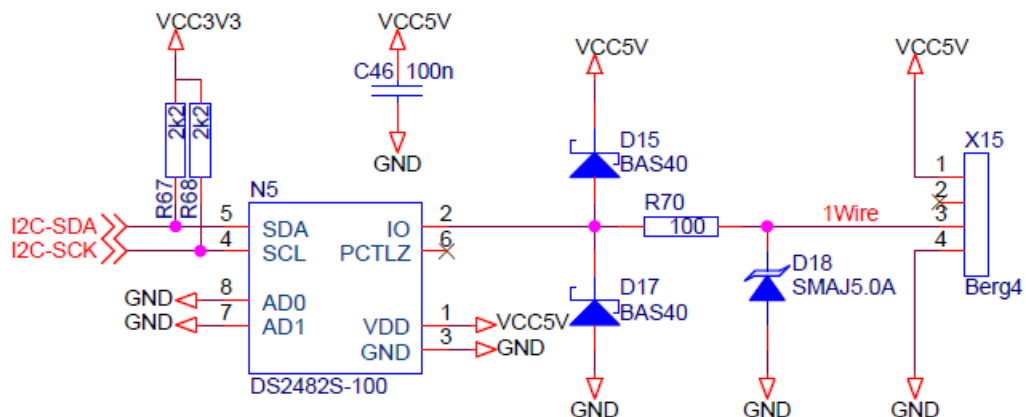 VCC3V3
VCC5V
VCC5V
VCC5V
C46 100n
2k2
2k2
GND
D15
BAS40
X15
R67
R68
N5
R70
1
2
I2C-SDA
5
SDA
IO
2
100
1Wire
3
I2C-SCK
4
SCL
PCTLZ
6
4
D18
SMAJ5.0A
Berg4
GND
8
AD0
D17
BAS40
GND
7
AD1
VDD
1
VCC5V
GND
3
GND
DS2482S-100
GND
GND
GND